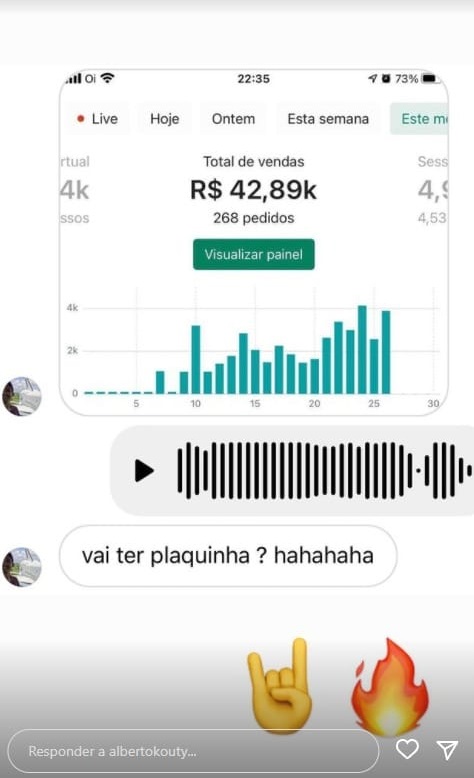 Oi 22:35 73%
Live Hoje Ontem Esta semana Este me
rtual Total de vendas Sess
4k R$ 42,89k 4,9
ssos 268 pedidos 4,53
Visualizar painel
4k
2k
0
5 10 15 20 25 30
vai ter plaquinha ? hahahaha
Responder a albertokouty...